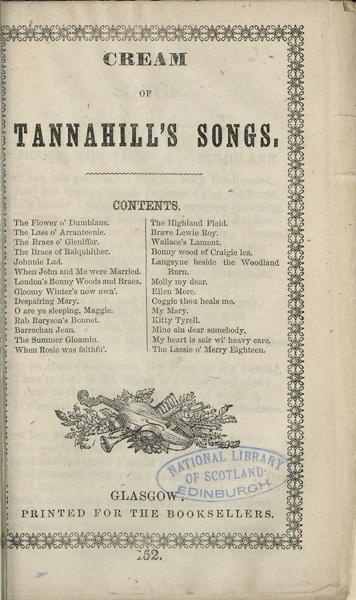 CREAM
OF
TANNAHILL'S SONGS.
CONTENTS.
The Flower o' Dumblane.
The Lass o' Arranteenie.
The Braes o' Gleniffer.
The Braes of Balquhither.
Johnnie Lad.
When John and Me were Married.
Loudon's Bonny Woods and Braes.
Gloomy Winter's now awa'.
Despairing Mary.
O are ye sleeping, Maggie.
Rab Roryson's Bonnet.
Barrochan Jean.
The Summer Gloamin.
When Rosie was faithfu'.
The Highland Plaid.
Brave Lewie Roy.
Wallace's Lament.
Bonny wood of Craigie lea.
Langsyne beside the Woodland
Burn.
Molly my dear.
Ellen More.
Coggie thou heals me.
My Mary.
Kitty Tyrell.
Mine ain dear somebody,
My heart is sair wi' heavy care.
The Lassie o' Merry Eighteen.
NATIONAL LIBRARY
OF SCOTLAND
EDINBURGH
GLASGOW:
PRINTED FOR THE BOOKSELLERS.
152.